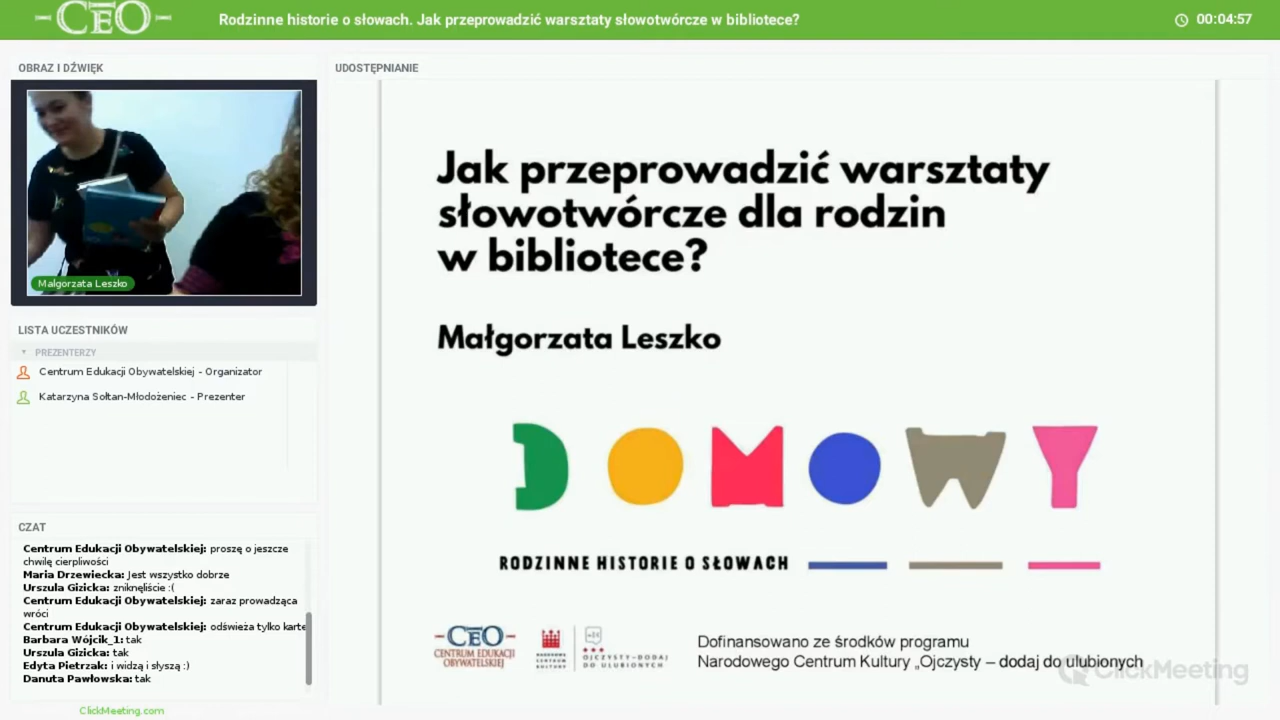 CEO
Rodzinne historie o słowach. Jak przeprowadzić warsztaty słowotwórcze w bibliotece?
00:04:57
OBRAZ I DŹWIĘK
Małgorzata Leszko
LISTA UCZESTNIKÓW
PREZENTERZY
Centrum Edukacji Obywatelskiej - Organizator
Katarzyna Sołtan-Młodożeniec - Prezenter
CZAT
Centrum Edukacji Obywatelskiej: proszę o jeszcze
chwilę cierpliwości
Maria Drzewiecka: Jest wszystko dobrze
Urszula Gizicka: zniknęliście :(
Centrum Edukacji Obywatelskiej: zaraz prowadząca
wróci
Centrum Edukacji Obywatelskiej: odświeża tylko kartę
Barbara Wójcik_1: tak
Urszula Gizicka: tak
Edyta Pietrzak: i widzą i słyszę :)
Danuta Pawłowska: tak
ClickMeeting.com
UDOSTĘPNIANIE
Jak przeprowadzić warsztaty
słowotwórcze dla rodzin
w bibliotece?
Małgorzata Leszko
DOMOWY
RODZINNE HISTORIE O SŁOWACH
CEO
CENTRUM EDUKACJI
OBYWATELSKIEJ
NARODOWE
CENTRUM
KULTURY
OJCZYSTY–DODAJ
DO ULUBIONYCH
Dofinansowano ze środków programu
Narodowego Centrum Kultury „Ojczysty – dodaj do ulubionych
ClickMeeting